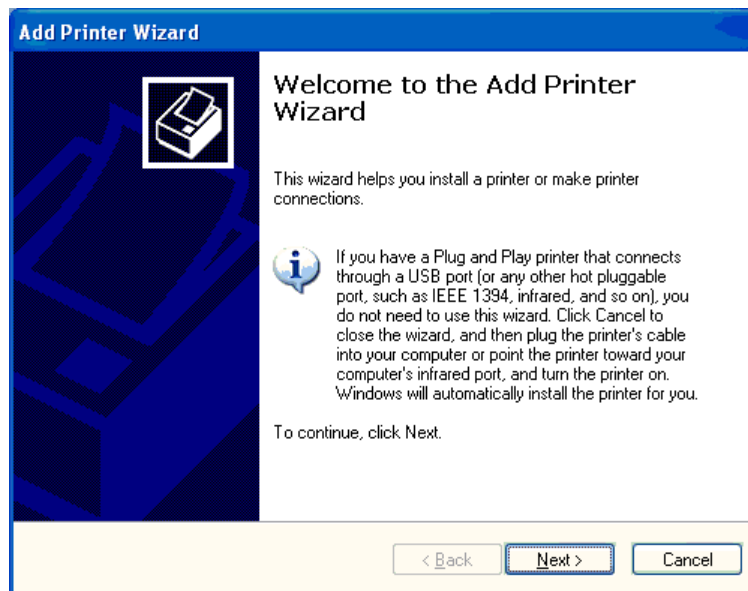 Add Printer Wizard
Welcome to the Add Printer
Wizard
This wizard helps you install a printer or make printer
connections.
If you have a Plug and Play printer that connects
through a USB port (or any other hot pluggable
port, such as IEEE 1394, infrared, and so on), you
do not need to use this wizard. Click Cancel to
close the wizard, and then plug the printer's cable
into your computer or point the printer toward your
computer's infrared port, and turn the printer on.
Windows will automatically install the printer for you.
To continue, click Next.
< Back Next > Cancel